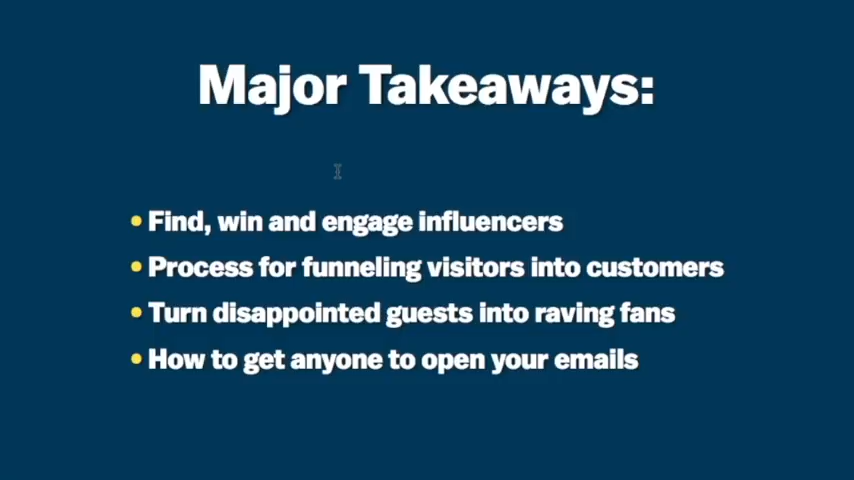 Major Takeaways:
• Find, win and engage influencers
• Process for funneling visitors into customers
• Turn disappointed guests into raving fans
• How to get anyone to open your emails